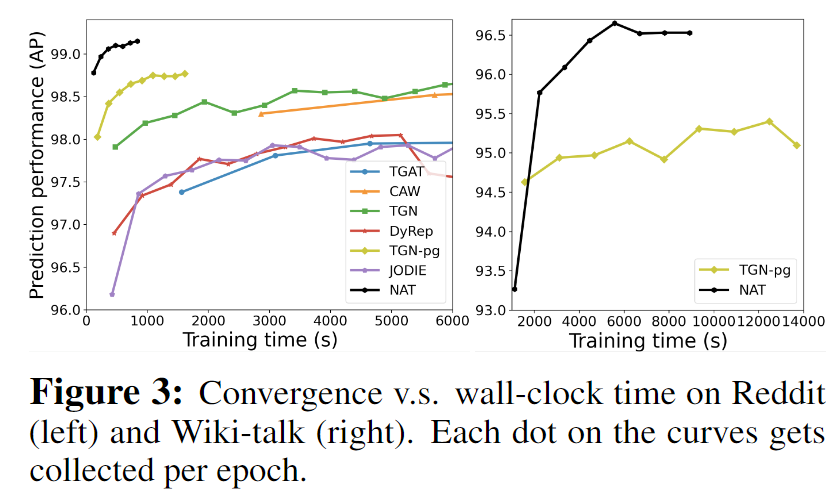 Prediction performance (AP)
99.0
98.5
98.0
97.5
97.0
96.5
96.0
0 1000 2000 3000 4000 5000 6000
Training time (s)
TGAT
CAW
TGN
DyRep
TGN-pg
JODIE
NAT
96.5
96.0
95.5
95.0
94.5
94.0
93.5
93.0
2000 4000 6000 8000 10000 12000 14000
Training time (s)
TGN-pg
NAT
Figure 3: Convergence v.s. wall-clock time on Reddit
(left) and Wiki-talk (right). Each dot on the curves gets
collected per epoch.